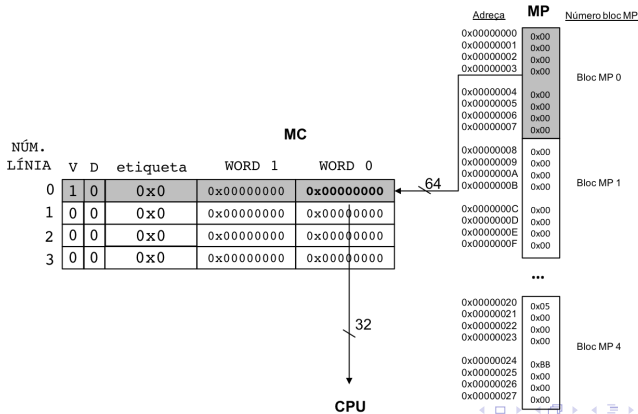 Adreça MP Número bloc MP
0x00000000 0x00
0x00000001 0x00
0x00000002 0x00
0x00000003 0x00
Bloc MP 0
0x00000004 0x00
0x00000005 0x00
0x00000006 0x00
0x00000007 0x00
0x00000008 0x00
0x00000009 0x00
0x0000000A 0x00
0x0000000B 0x00
Bloc MP 1
0x0000000C 0x00
0x0000000D 0x00
0x0000000E 0x00
0x0000000F 0x00
...
0x00000020 0x05
0x00000021 0x00
0x00000022 0x00
0x00000023 0x00
Bloc MP 4
0x00000024 0xBB
0x00000025 0x00
0x00000026 0x00
0x00000027 0x00
MC
NÚM.
LÍNIA V D etiqueta WORD 1 WORD 0
0 1 0 0x0 0x00000000 0x00000000
1 0 0 0x0 0x00000000 0x00000000
2 0 0 0x0 0x00000000 0x00000000
3 0 0 0x0 0x00000000 0x00000000
64
32
CPU